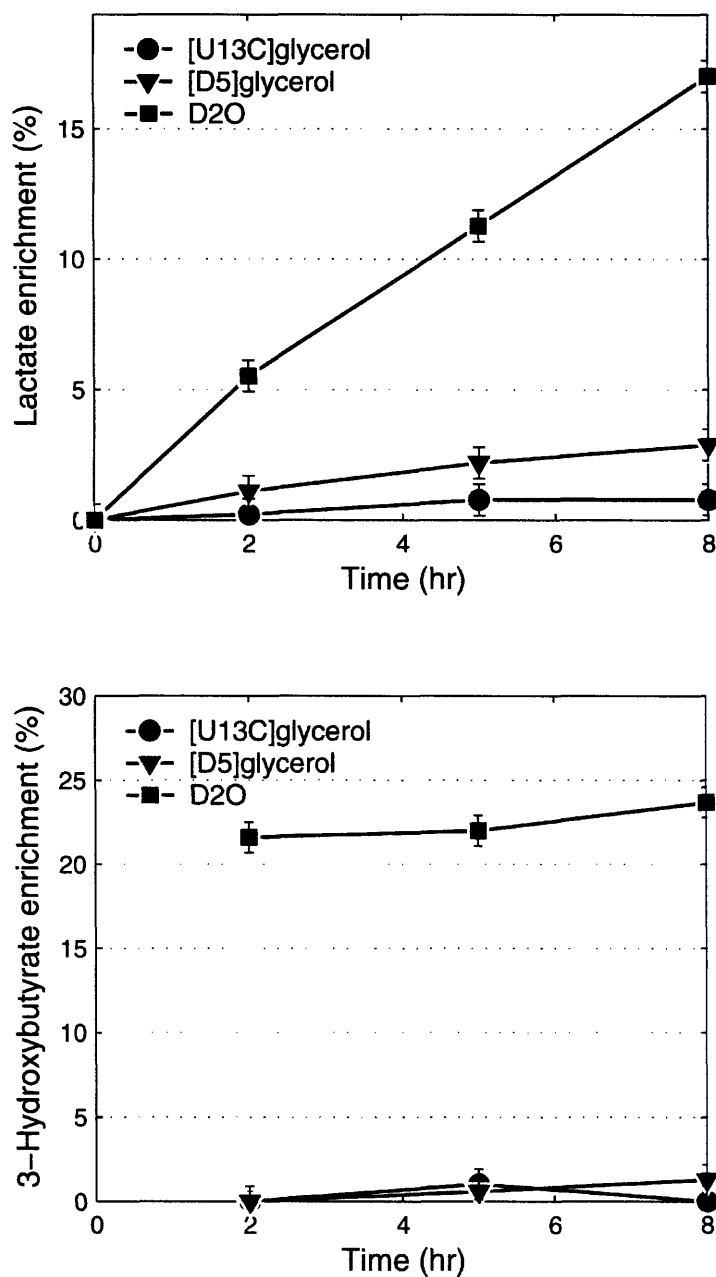 Lactate enrichment (%)
[U13C]glycerol
[D5]glycerol
D2O
15
10
5
0
0
2
4
6
8
Time (hr)
3–Hydroxybutyrate enrichment (%)
[U13C]glycerol
[D5]glycerol
D2O
30
25
20
15
10
5
0
0
2
4
6
8
Time (hr)